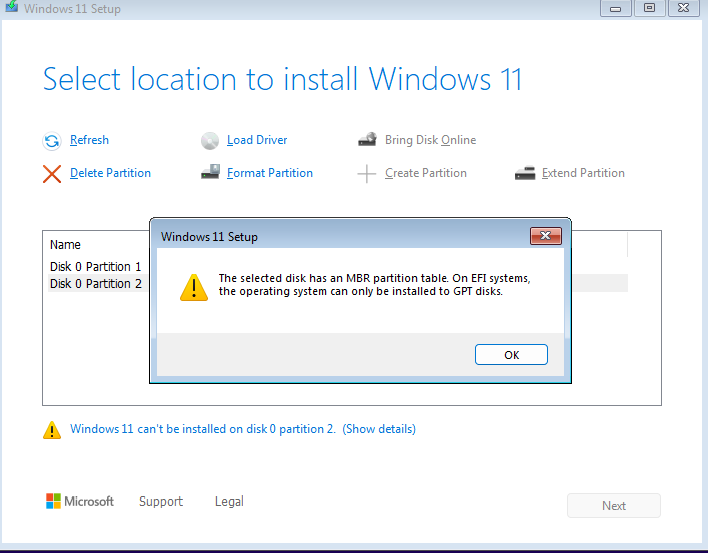 Windows 11 Setup
Select location to install Windows 11
Refresh
Load Driver
Bring Disk Online
Delete Partition
Format Partition
Create Partition
Extend Partition
Name
Disk 0 Partition 1
Disk 0 Partition 2
Windows 11 Setup
The selected disk has an MBR partition table. On EFI systems,
the operating system can only be installed to GPT disks.
OK
Windows 11 can't be installed on disk 0 partition 2. (Show details)
Microsoft
Support
Legal
Next